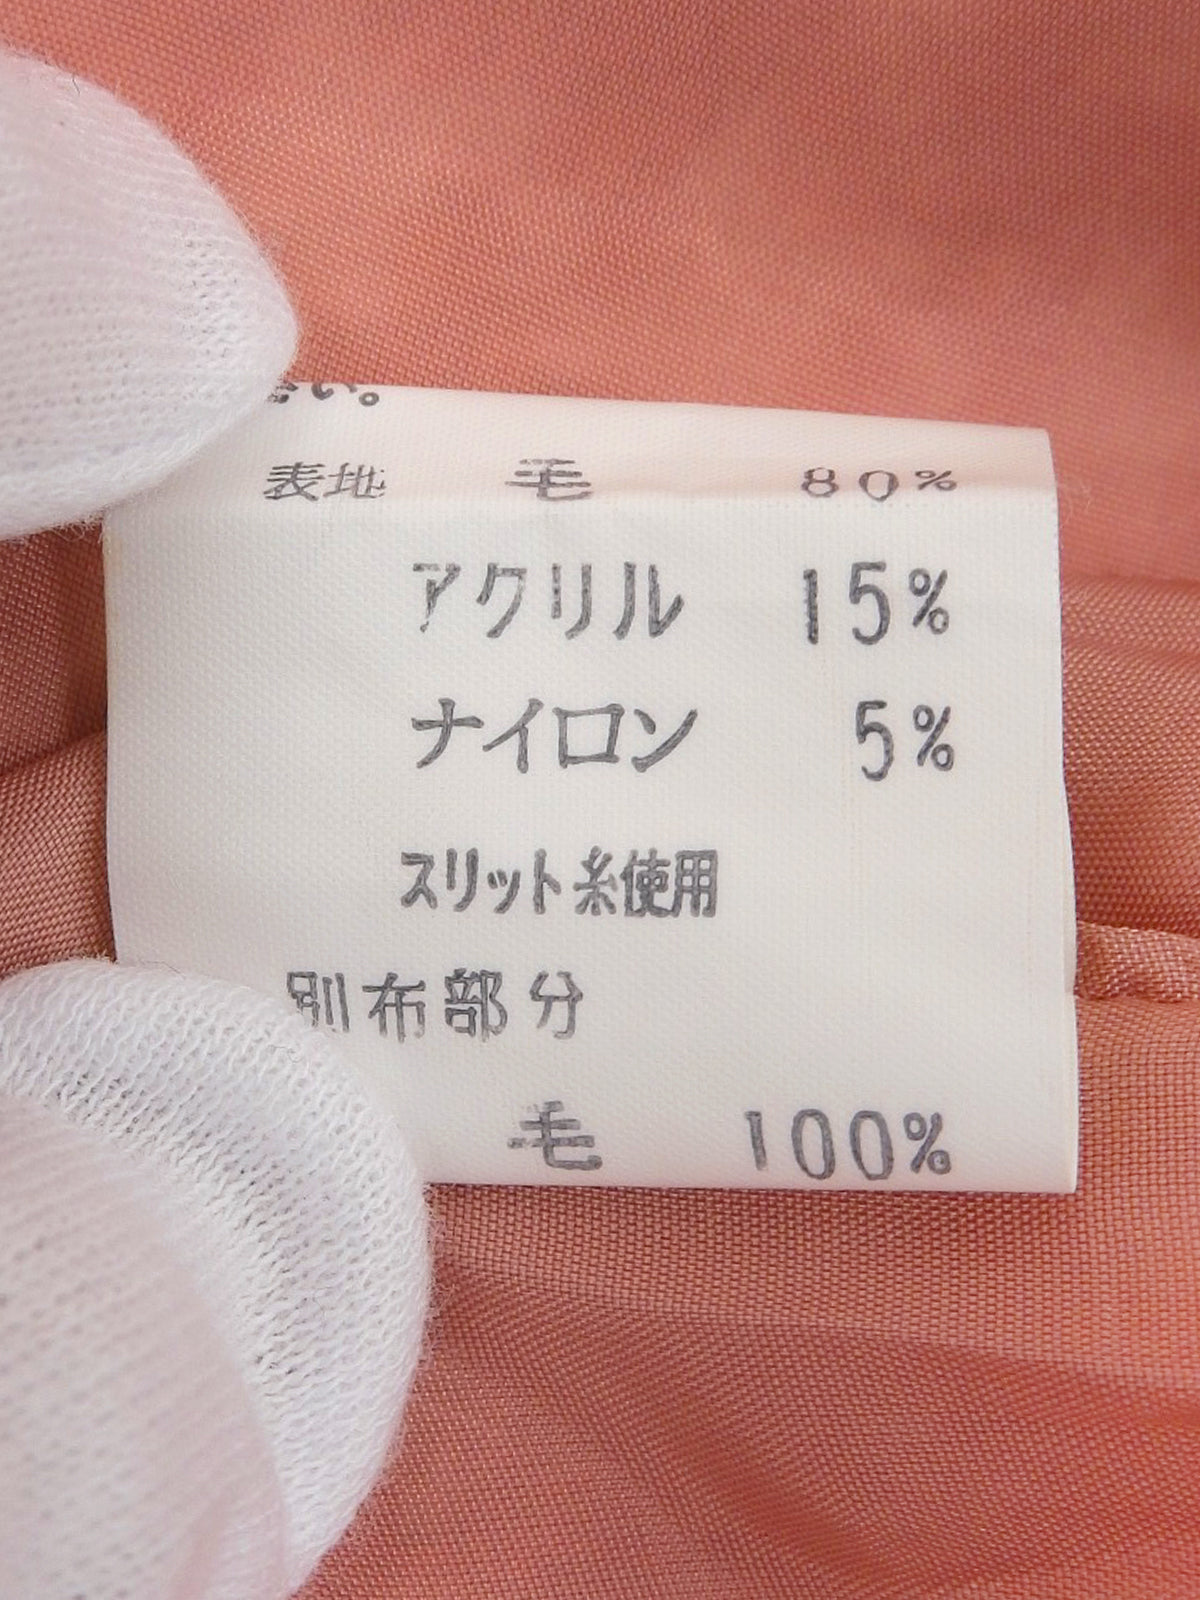 い。
表地 毛 80%
アクリル 15%
ナイロン 5%
スリット糸使用
別布部分
毛 100%